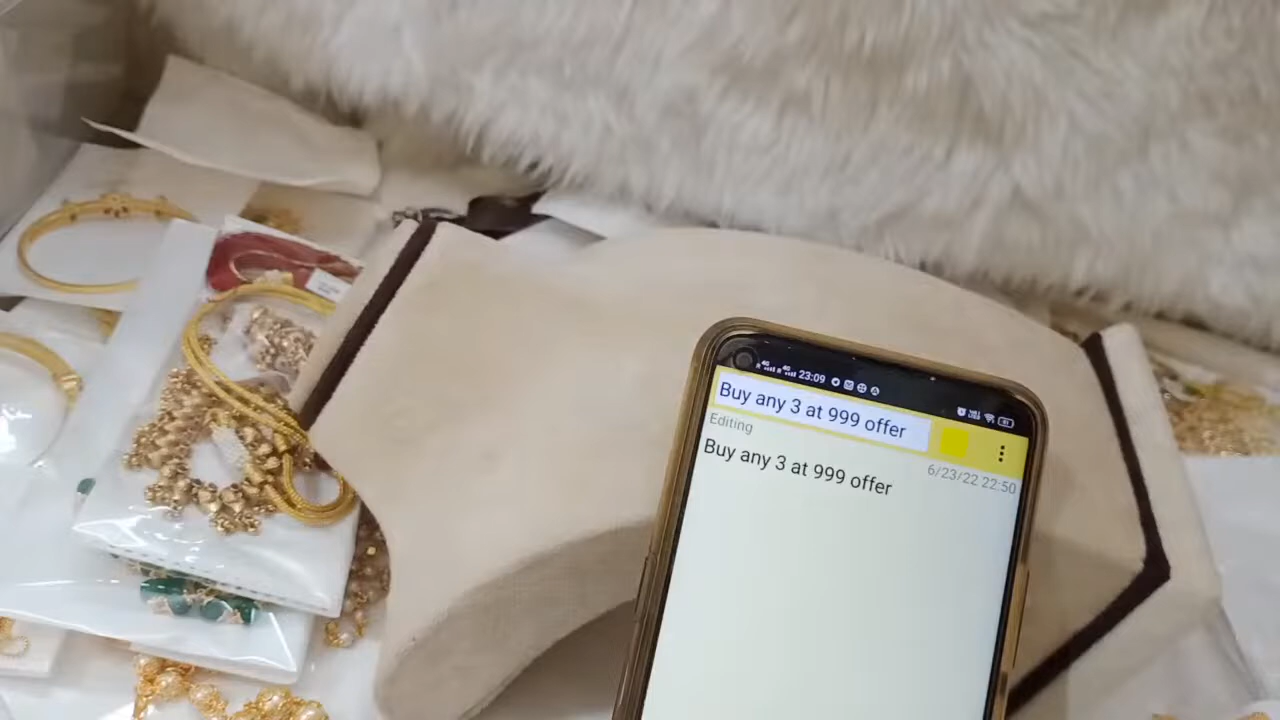 23:09
Buy any 3 at 999 offer
Editing
6/23/22 22:50
Buy any 3 at 999 offer